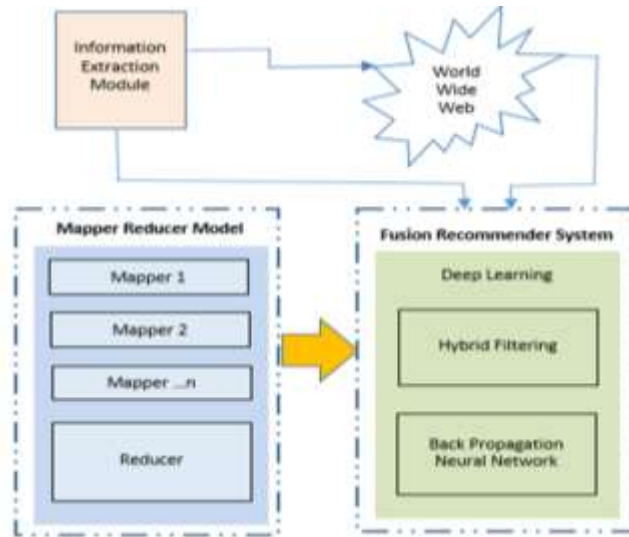 Information
Extraction
Module
World
Wide
Web
Mapper Reducer Model
Mapper 1
Mapper 2
Mapper ...n
Reducer
Fusion Recommender System
Deep Learning
Hybrid Filtering
Back Propagation
Neural Network